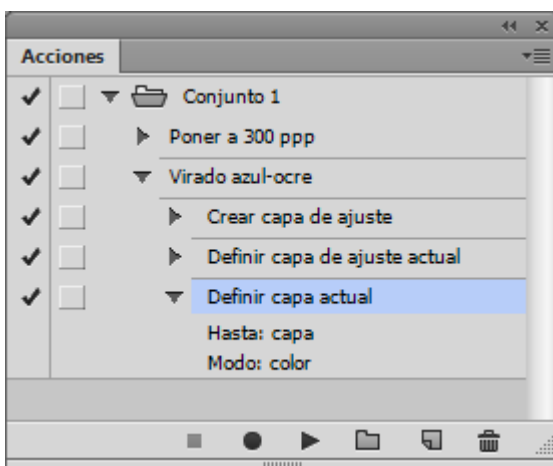 Acciones
Conjunto 1
Poner a 300 ppp
Virado azul-ocre
Crear capa de ajuste
Definir capa de ajuste actual
Definir capa actual
Hasta: capa
Modo: color